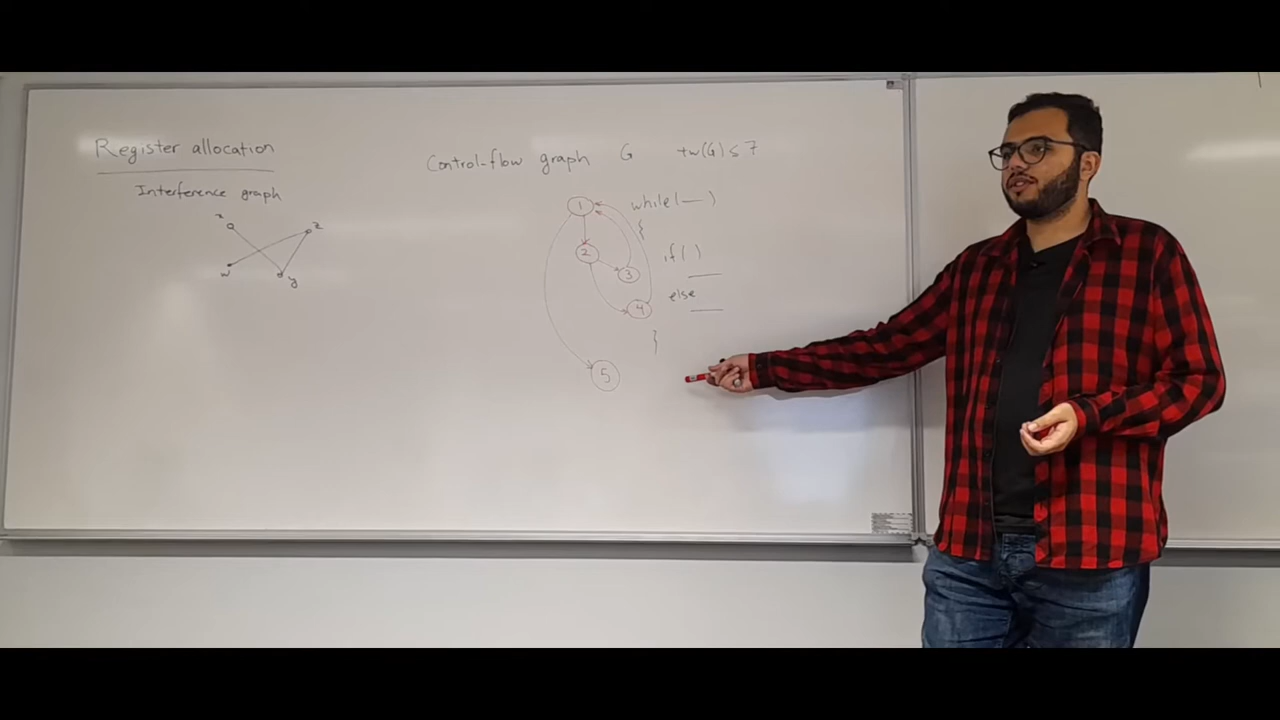 Register allocation
Interference graph
x
z
w
y
Control-flow graph G tw(G) ≤ 7
1
while(—)
{
2
if( )
3
else
4
}
5